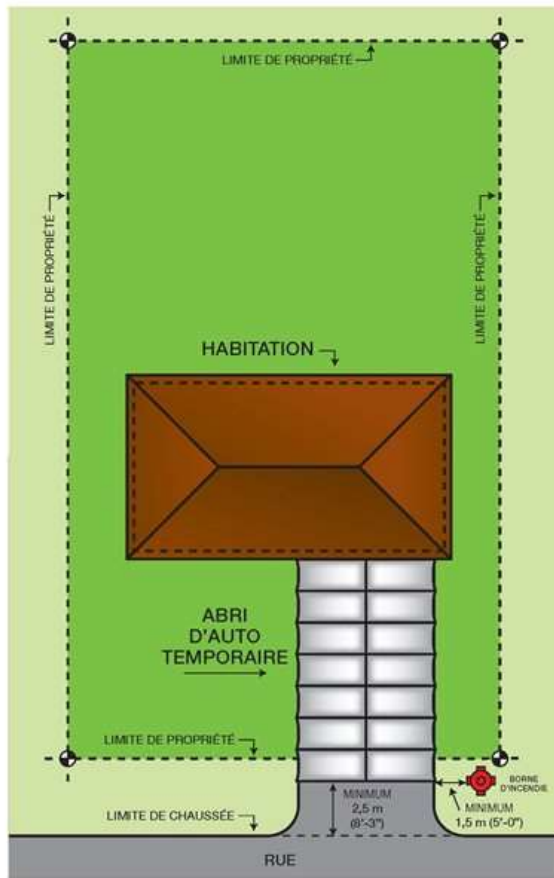 LIMITE DE PROPRIÉTÉ
LIMITE DE PROPRIÉTÉ
LIMITE DE PROPRIÉTÉ
HABITATION
ABRI
D'AUTO
TEMPORAIRE
LIMITE DE PROPRIÉTÉ
BORNE
D'INCENDIE
MINIMUM
2,5 m
(8'-3")
MINIMUM
1,5 m (5'-0")
LIMITE DE CHAUSSÉE
RUE